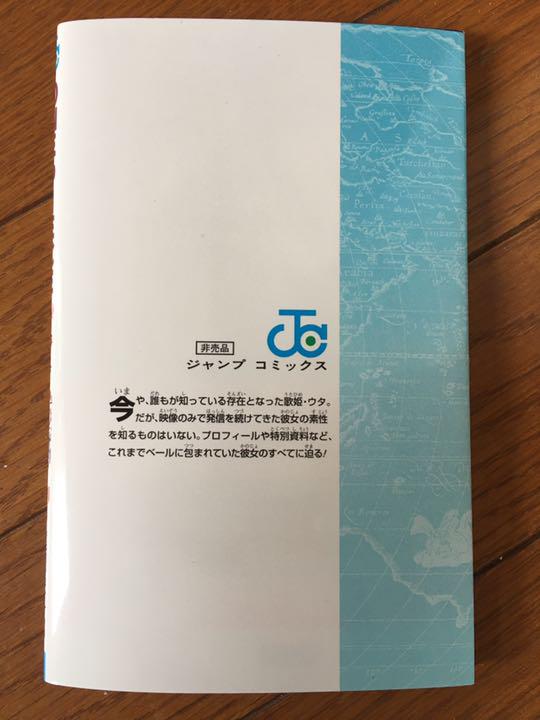 JC
非売品
ジャンプ コミックス
今や、誰もが知っている存在となった歌姫・ウタ。
だが、映像のみで発信を続けてきた彼女の素性
を知るものはいない。プロフィールや特別資料など、
これまでベールに包まれていた彼女のすべてに迫る!
Persia
Arabia